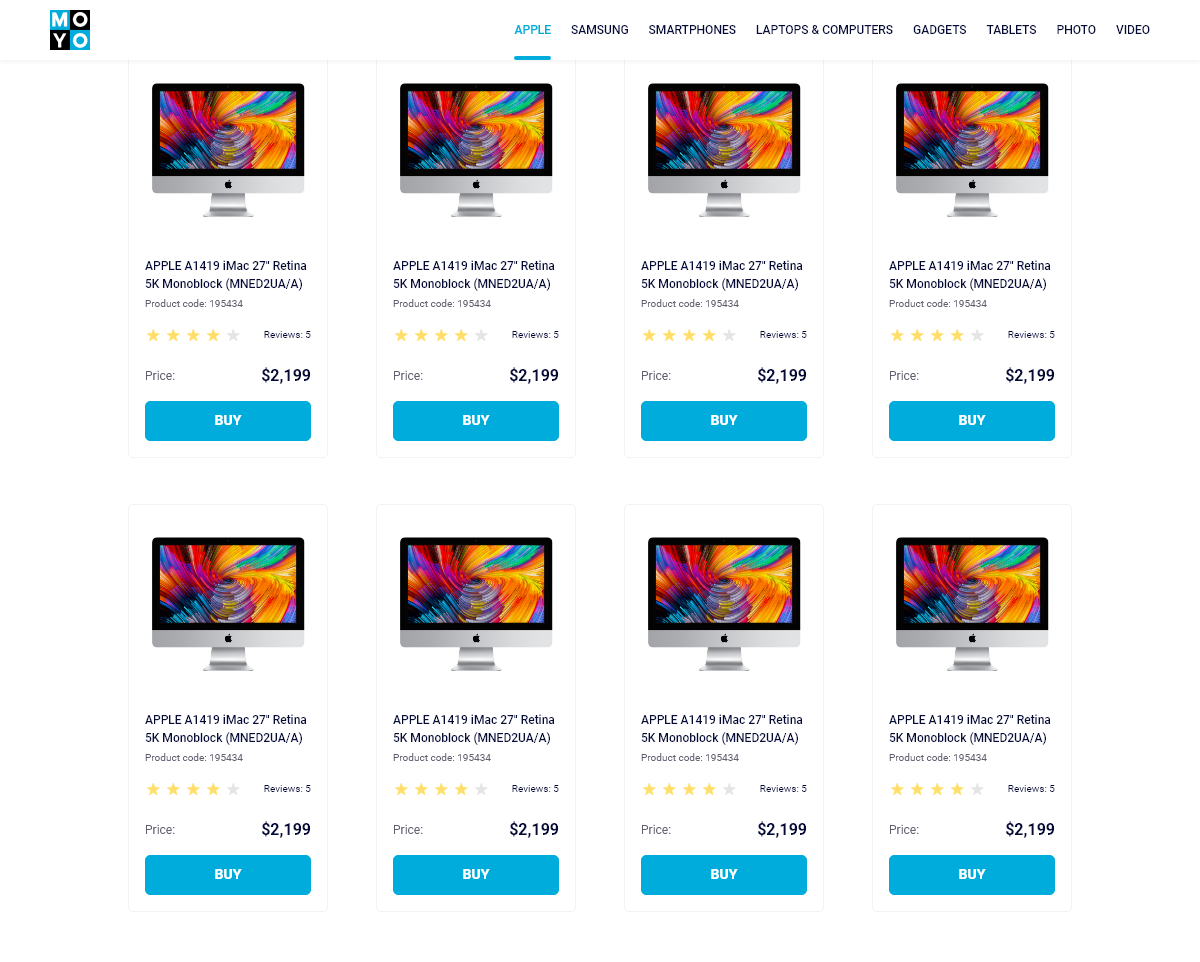 MO
YO
APPLE SAMSUNG SMARTPHONES LAPTOPS & COMPUTERS GADGETS TABLETS PHOTO VIDEO
APPLE A1419 iMac 27" Retina
5K Monoblock (MNED2UA/A)
Product code: 195434
Reviews: 5
Price: $2,199
BUY
APPLE A1419 iMac 27" Retina
5K Monoblock (MNED2UA/A)
Product code: 195434
Reviews: 5
Price: $2,199
BUY
APPLE A1419 iMac 27" Retina
5K Monoblock (MNED2UA/A)
Product code: 195434
Reviews: 5
Price: $2,199
BUY
APPLE A1419 iMac 27" Retina
5K Monoblock (MNED2UA/A)
Product code: 195434
Reviews: 5
Price: $2,199
BUY
APPLE A1419 iMac 27" Retina
5K Monoblock (MNED2UA/A)
Product code: 195434
Reviews: 5
Price: $2,199
BUY
APPLE A1419 iMac 27" Retina
5K Monoblock (MNED2UA/A)
Product code: 195434
Reviews: 5
Price: $2,199
BUY
APPLE A1419 iMac 27" Retina
5K Monoblock (MNED2UA/A)
Product code: 195434
Reviews: 5
Price: $2,199
BUY
APPLE A1419 iMac 27" Retina
5K Monoblock (MNED2UA/A)
Product code: 195434
Reviews: 5
Price: $2,199
BUY